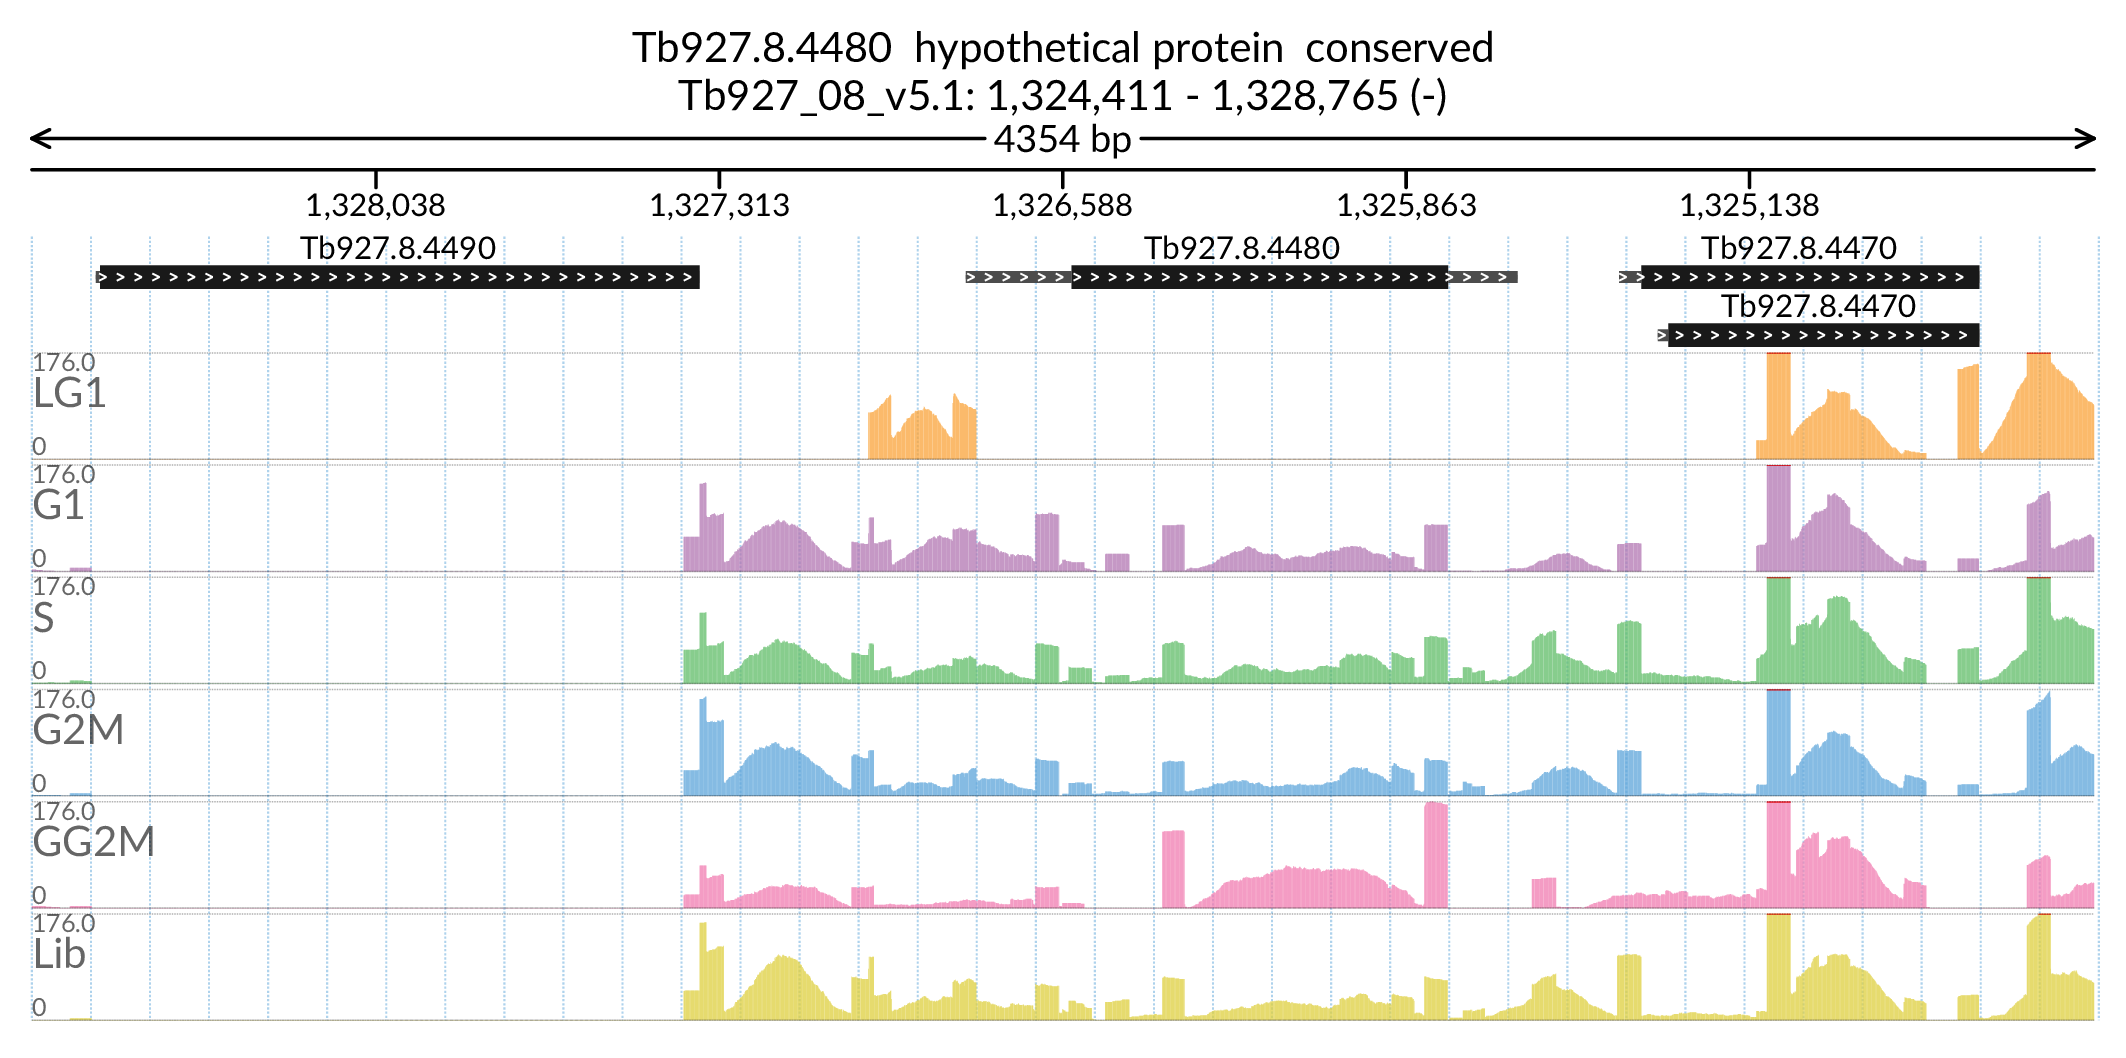 Tb927.8.4480 hypothetical protein conserved
Tb927_08_v5.1: 1,324,411 - 1,328,765 (-)
4354 bp
1,328,038 1,327,313 1,326,588 1,325,863 1,325,138
Tb927.8.4490 Tb927.8.4480 Tb927.8.4470
Tb927.8.4470
176.0
LG1
0
176.0
G1
0
176.0
S
0
176.0
G2M
0
176.0
GG2M
0
176.0
Lib
0